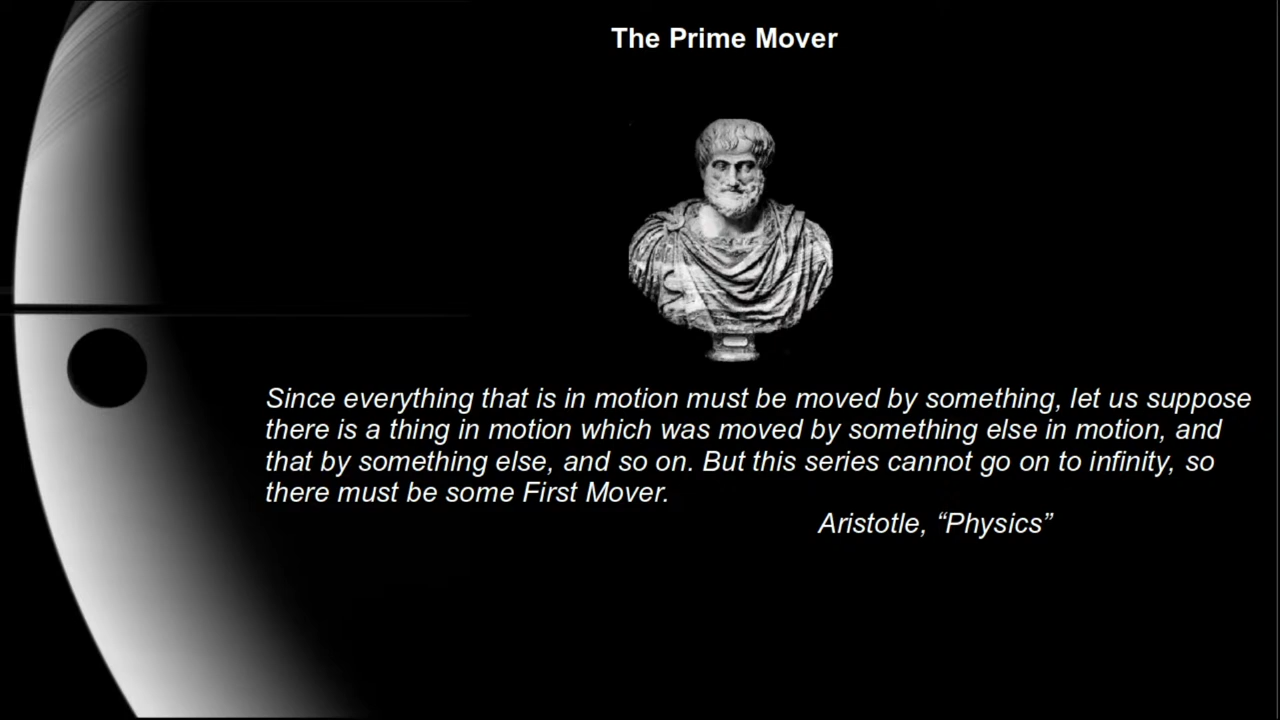 The Prime Mover
Since everything that is in motion must be moved by something, let us suppose
there is a thing in motion which was moved by something else in motion, and
that by something else, and so on. But this series cannot go on to infinity, so
there must be some First Mover.
Aristotle, “Physics”